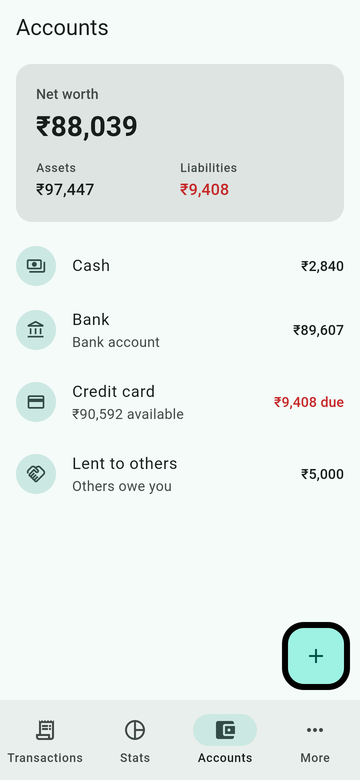 Accounts
Net worth
₹88,039
Assets
Liabilities
₹97,447
₹9,408
Cash
₹2,840
Bank
Bank account
₹89,607
Credit card
₹90,592 available
₹9,408 due
Lent to others
Others owe you
₹5,000
Transactions
Stats
Accounts
More